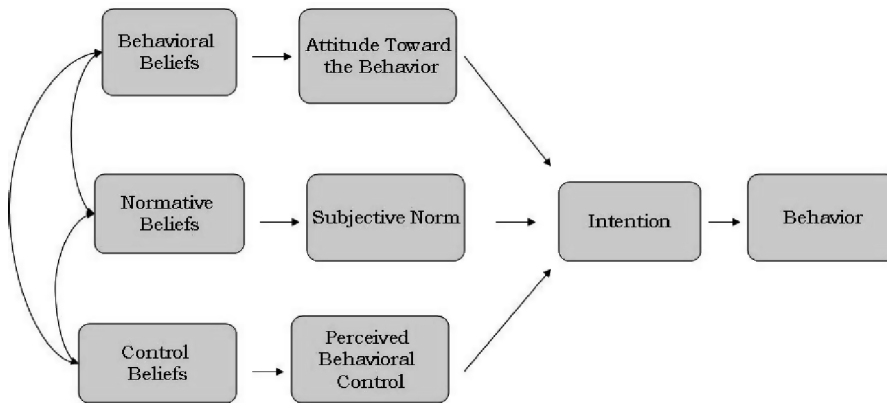 Behavioral
Beliefs
Attitude Toward
the Behavior
Normative
Beliefs
Subjective Norm
Intention
Behavior
Control
Beliefs
Perceived
Behavioral
Control